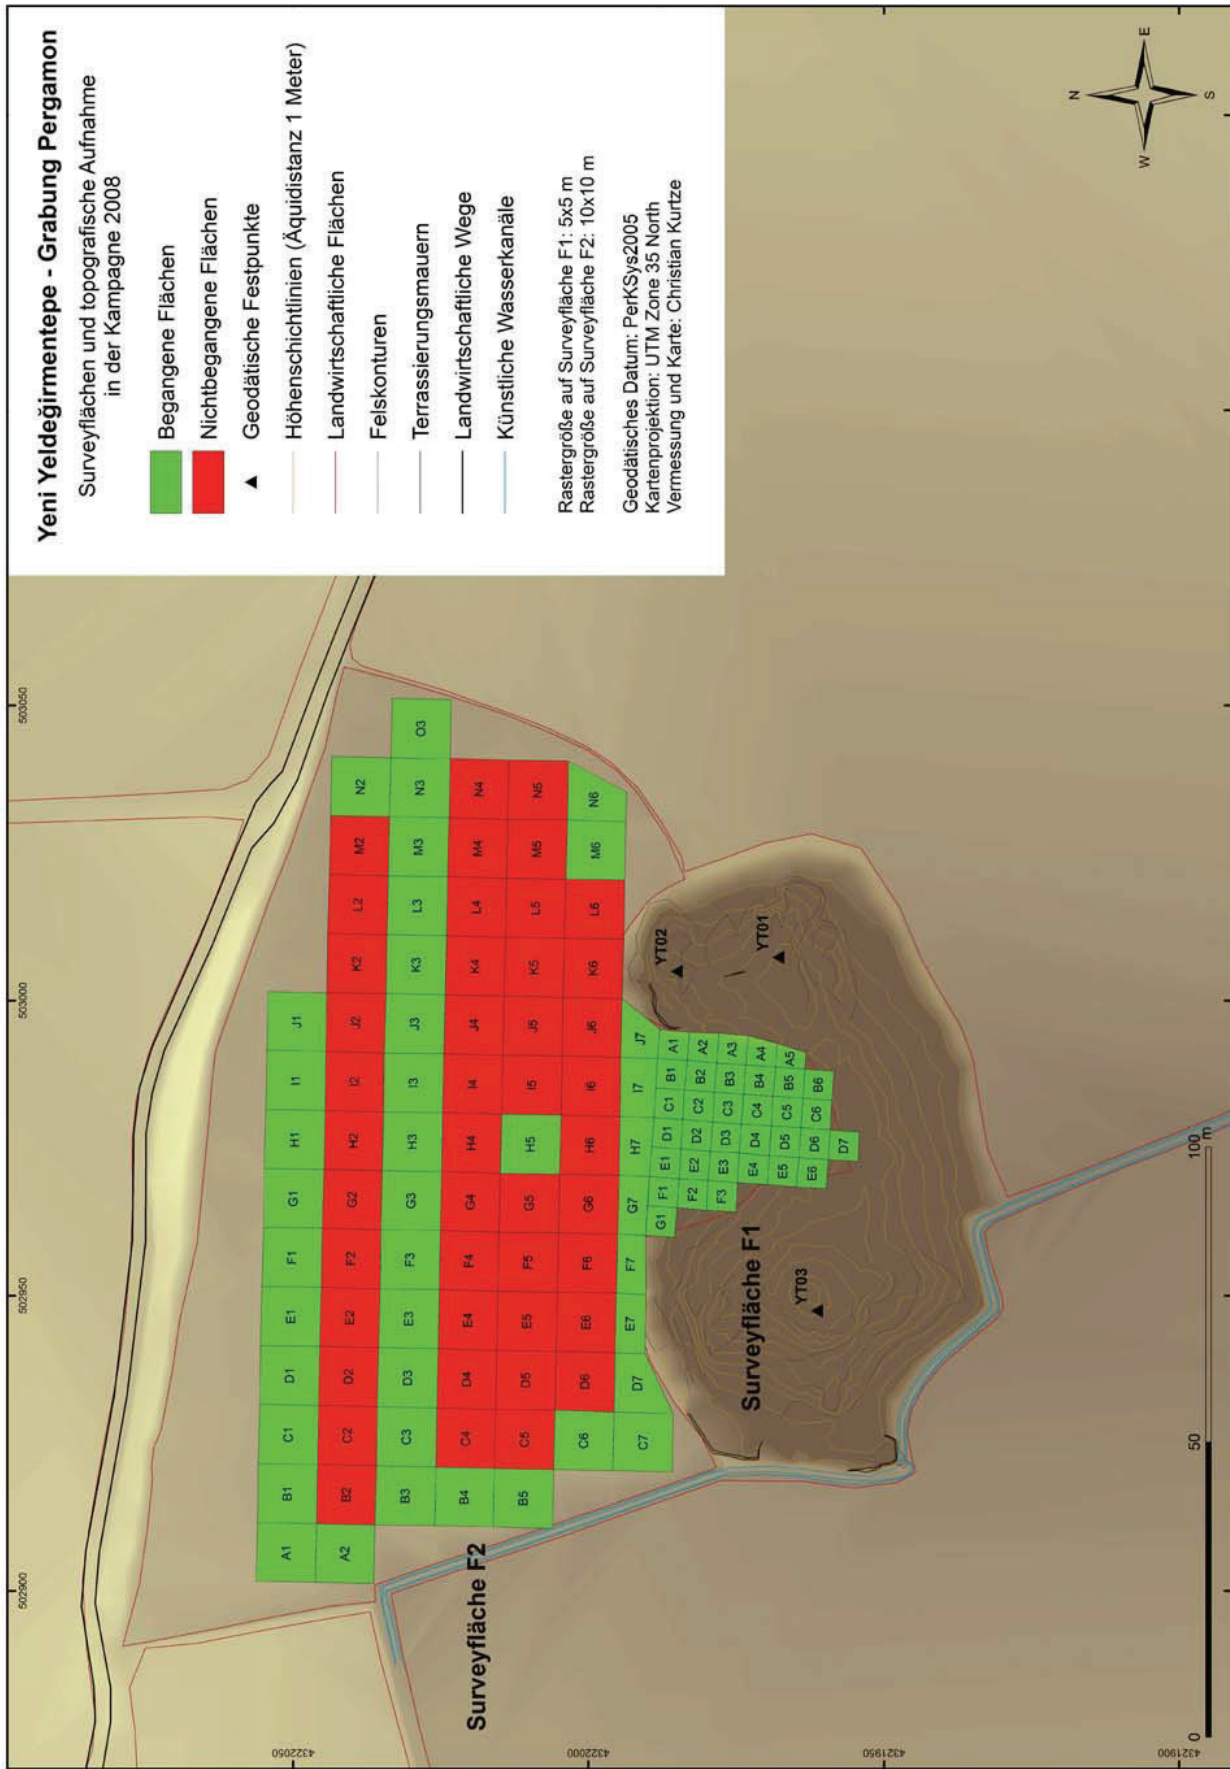 Yeni Yeldeğirmentepe - Grabung Pergamon
Surveyflächen und topografische Aufnahme
in der Kampagne 2008
Begangene Flächen
Nichtbegangene Flächen
Geodätische Festpunkte
Höhenschichtlinien (Äquidistanz 1 Meter)
Landwirtschaftliche Flächen
Felskonturen
Terrassierungsmauern
Landwirtschaftliche Wege
Künstliche Wasserkanäle
Rastergröße auf Surveyfläche F1: 5x5 m
Rastergröße auf Surveyfläche F2: 10x10 m
Geodätisches Datum: PerKSys2005
Kartenprojektion: UTM Zone 35 North
Vermessung und Karte: Christian Kurtze
502900 502950 503000 503050
4322050
4322000
4321950
4321900
A1 B1 C1 D1 E1 F1 G1 H1 I1 J1
A2 B2 C2 D2 E2 F2 G2 H2 I2 J2 K2 L2 M2 N2
B3 C3 D3 E3 F3 G3 H3 I3 J3 K3 L3 M3 N3 O3
B4 C4 D4 E4 F4 G4 H4 I4 J4 K4 L4 M4 N4
B5 C5 D5 E5 F5 G5 H5 I5 J5 K5 L5 M5 N5
C6 D6 E6 F6 G6 H6 I6 J6 K6 L6 M6 N6
C7 D7 E7 F7 G7 H7 I7 J7
Surveyfläche F2
G1 F1 E1 D1 C1 B1 A1
F2 E2 D2 C2 B2 A2
F3 E3 D3 C3 B3 A3
E4 D4 C4 B4 A4
E5 D5 C5 B5 A5
E6 D6 C6 B6
D7
YT02
YT01
Surveyfläche F1
YT03
N
W E
S
0 50 100
m